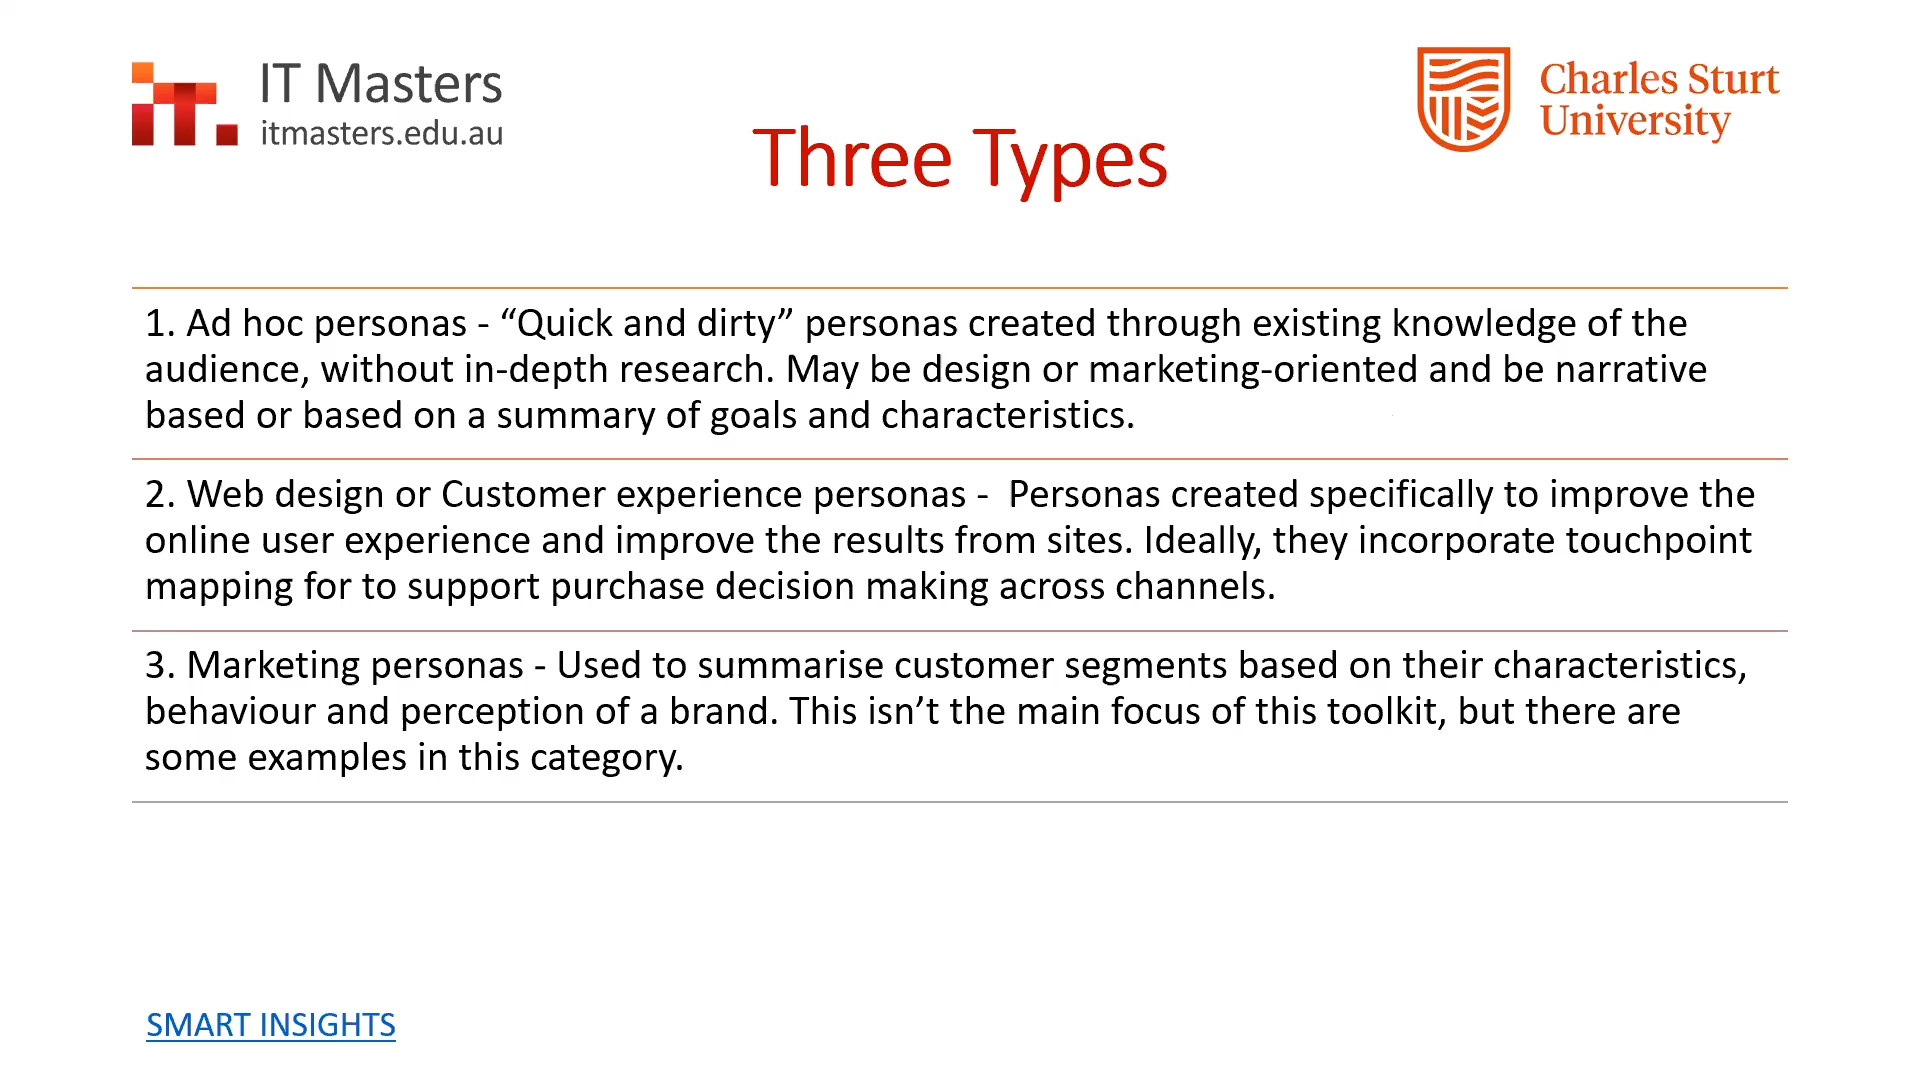 IT Masters
itmasters.edu.au
Charles Sturt
University
Three Types
1. Ad hoc personas - “Quick and dirty” personas created through existing knowledge of the
audience, without in-depth research. May be design or marketing-oriented and be narrative
based or based on a summary of goals and characteristics.
2. Web design or Customer experience personas -  Personas created specifically to improve the
online user experience and improve the results from sites. Ideally, they incorporate touchpoint
mapping for to support purchase decision making across channels.
3. Marketing personas - Used to summarise customer segments based on their characteristics,
behaviour and perception of a brand. This isn’t the main focus of this toolkit, but there are
some examples in this category.
SMART INSIGHTS